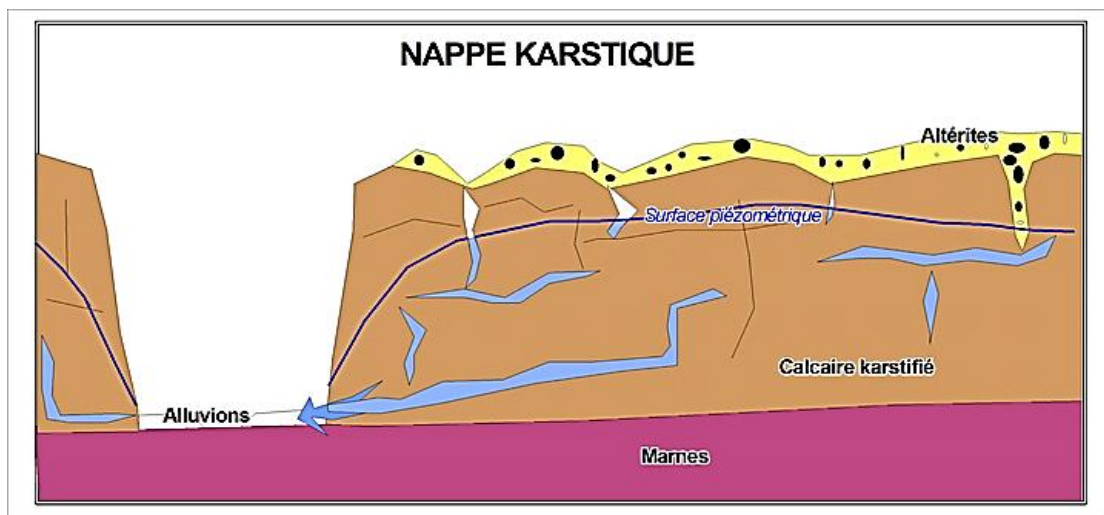 NAPPE KARSTIQUE
Altérites
Surface piézométrique
Calcaire karstifié
Alluvions
Marnes